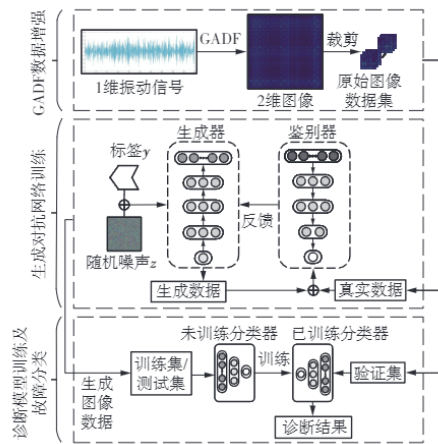 GADF数据增强
GADF
裁剪
1维振动信号
2维图像
原始图像
数据集
生成对抗网络训练
标签y
生成器
鉴别器
反馈
随机噪声z
生成数据
真实数据
诊断模型训练及
故障分类
未训练分类器
已训练分类器
训练集/
测试集
训练
验证集
生成
图像
数据
诊断结果